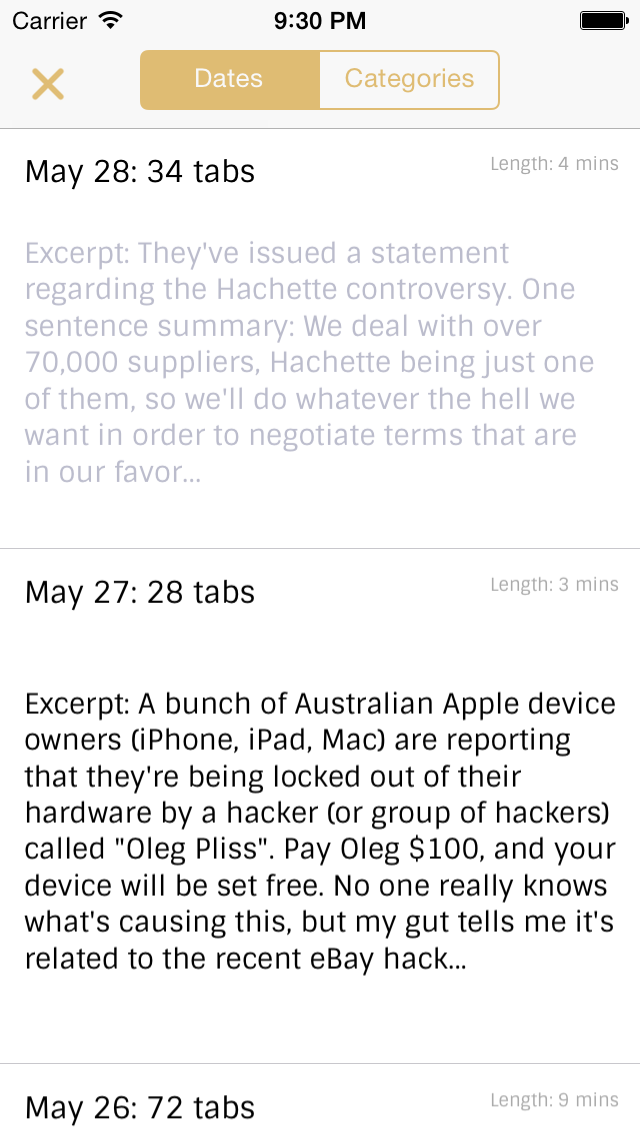 Carrier 9:30 PM
Dates Categories
May 28: 34 tabs Length: 4 mins
Excerpt: They've issued a statement
regarding the Hachette controversy. One
sentence summary: We deal with over
70,000 suppliers, Hachette being just one
of them, so we'll do whatever the hell we
want in order to negotiate terms that are
in our favor...
May 27: 28 tabs Length: 3 mins
Excerpt: A bunch of Australian Apple device
owners (iPhone, iPad, Mac) are reporting
that they're being locked out of their
hardware by a hacker (or group of hackers)
called "Oleg Pliss". Pay Oleg $100, and your
device will be set free. No one really knows
what's causing this, but my gut tells me it's
related to the recent eBay hack...
May 26: 72 tabs Length: 9 mins